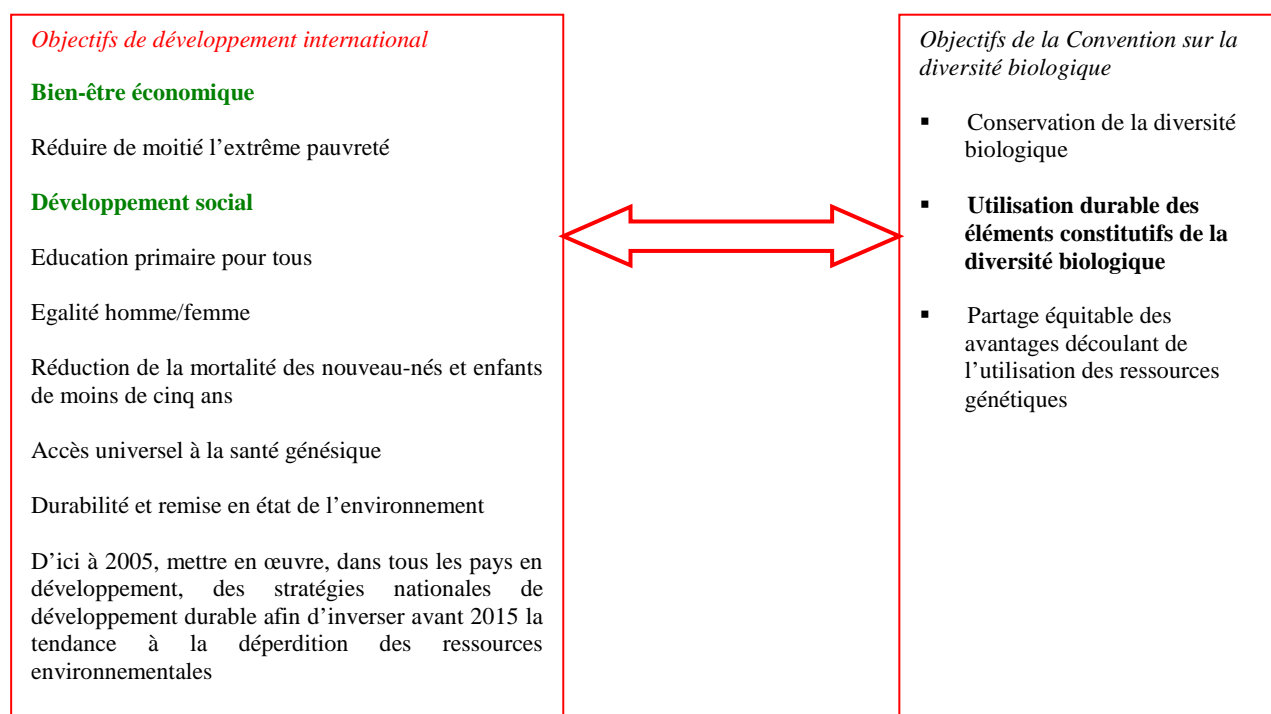 Objectifs de développement international
Bien-être économique
Réduire de moitié l’extrême pauvreté
Développement social
Education primaire pour tous
Egalité homme/femme
Réduction de la mortalité des nouveau-nés et enfants
de moins de cinq ans
Accès universel à la santé génésique
Durabilité et remise en état de l’environnement
D’ici à 2005, mettre en œuvre, dans tous les pays en
développement, des stratégies nationales de
développement durable afin d’inverser avant 2015 la
tendance à la déperdition des ressources
environnementales
Objectifs de la Convention sur la
diversité biologique
▪ Conservation de la diversité
biologique
▪ Utilisation durable des
éléments constitutifs de la
diversité biologique
▪ Partage équitable des
avantages découlant de
l’utilisation des ressources
génétiques